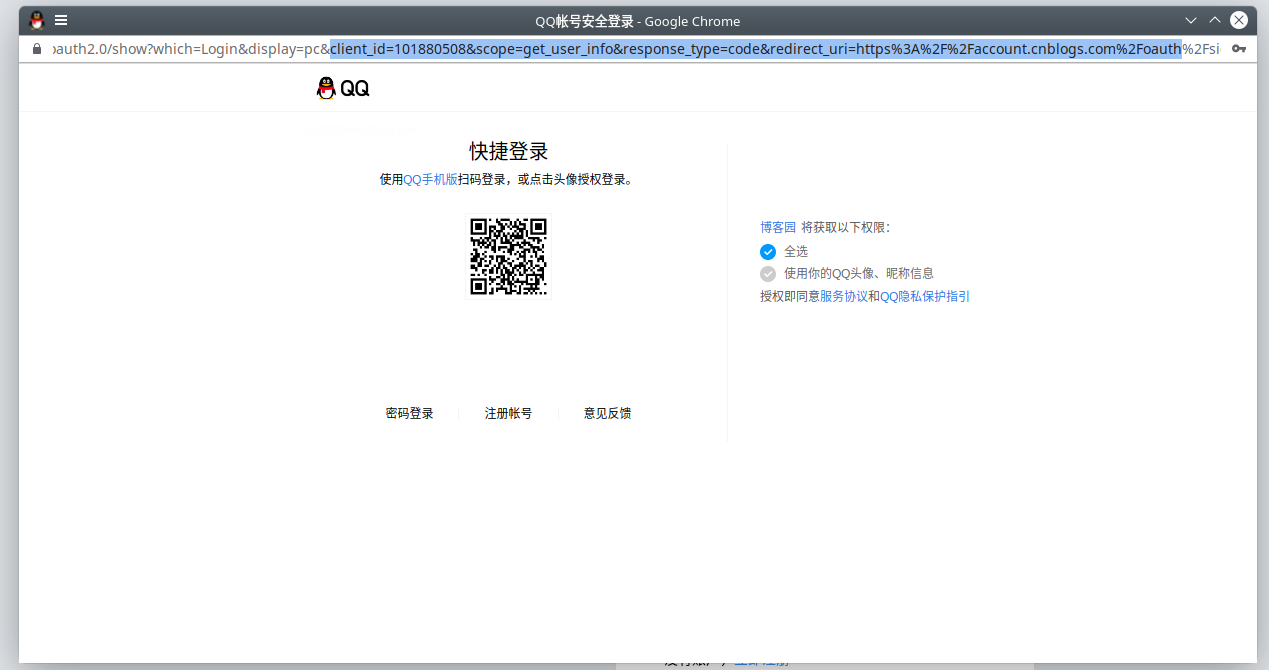 QQ帐号安全登录 - Google Chrome
oauth2.0/show?which=Login&display=pc&client_id=101880508&scope=get_user_info&response_type=code&redirect_uri=https%3A%2F%2Faccount.cnblogs.com%2Foauth%2Fsi
QQ
快捷登录
使用QQ手机版扫码登录，或点击头像授权登录。
密码登录
注册帐号
意见反馈
博客园 将获取以下权限：
全选
使用你的QQ头像、昵称信息
授权即同意服务协议和QQ隐私保护指引